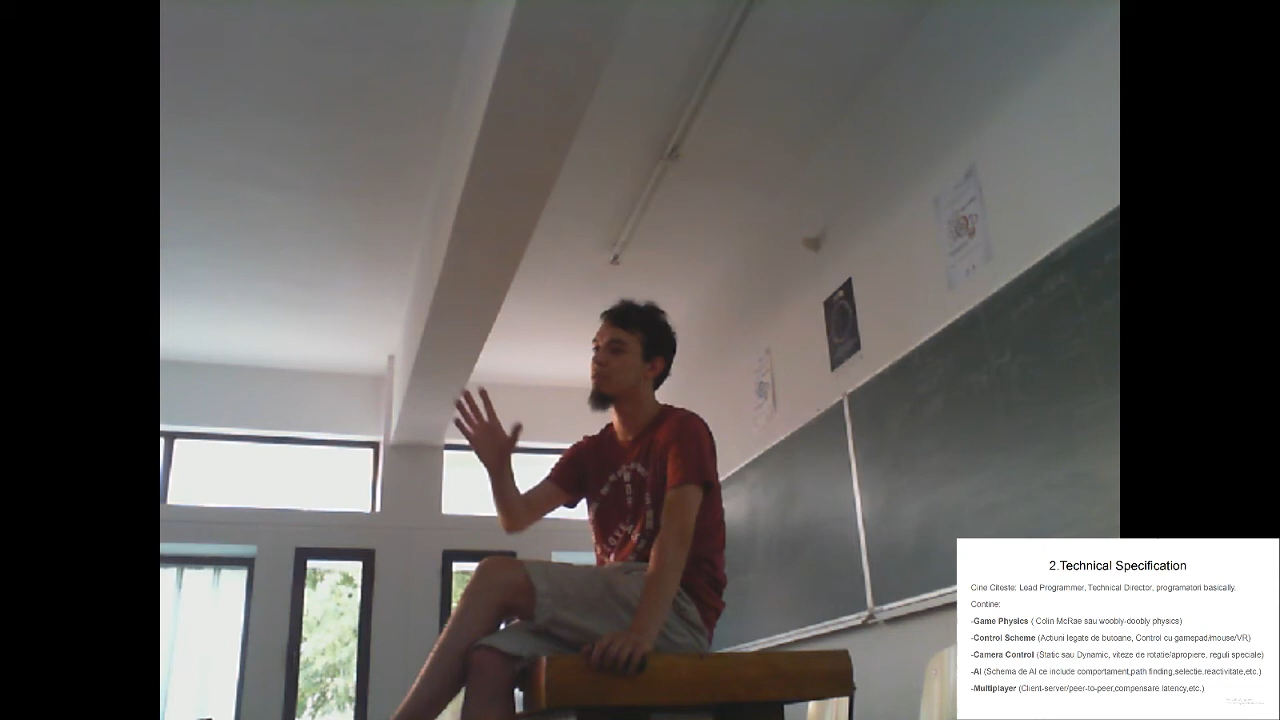 2.Technical Specification
Cine Citeste: Lead Programmer, Technical Director, programatori basically.
Contine:
-Game Physics ( Colin McRae sau woobly-doobly physics)
-Control Scheme (Actiuni legate de butoane, Control cu gamepad/mouse/VR)
-Camera Control (Static sau Dynamic, viteze de rotatie/apropiere, reguli speciale)
-AI (Schema de AI ce include comportament,path finding,selectie,reactivitate,etc.)
-Multiplayer (Client-server/peer-to-peer,compensare latency,etc.)